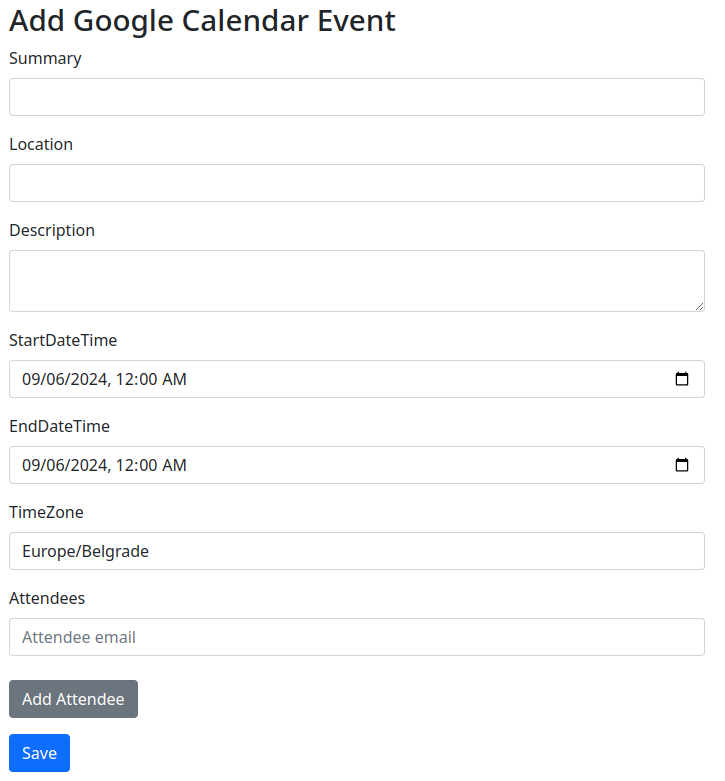 Add Google Calendar Event
Summary
Location
Description
StartDateTime
09/06/2024, 12:00 AM
EndDateTime
09/06/2024, 12:00 AM
TimeZone
Europe/Belgrade
Attendees
Attendee email
Add Attendee
Save